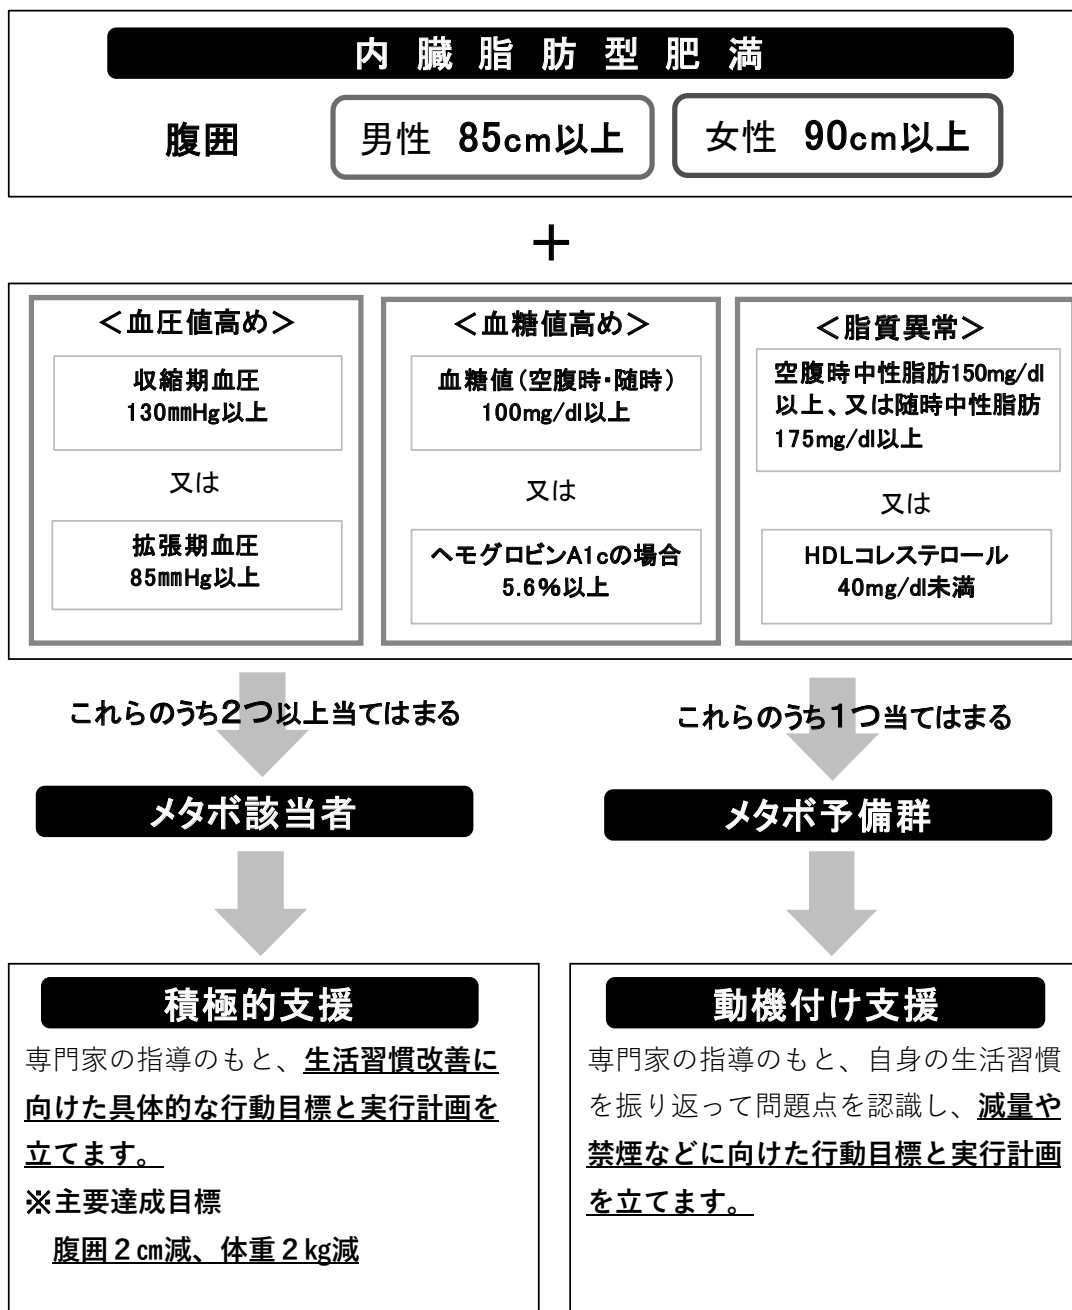 内臓脂肪型肥満
腹囲
男性 85cm以上
女性 90cm以上
＋
＜血圧値高め＞
収縮期血圧
130mmHg以上
又は
拡張期血圧
85mmHg以上
＜血糖値高め＞
血糖値（空腹時・随時）
100mg/dl以上
又は
ヘモグロビンA1cの場合
5.6％以上
＜脂質異常＞
空腹時中性脂肪150mg/dl
以上、又は随時中性脂肪
175mg/dl以上
又は
HDLコレステロール
40mg/dl未満
これらのうち２つ以上当てはまる
メタボ該当者
積極的支援
専門家の指導のもと、生活習慣改善に
向けた具体的な行動目標と実行計画を
立てます。
※主要達成目標
腹囲２㎝減、体重２㎏減
これらのうち１つ当てはまる
メタボ予備群
動機付け支援
専門家の指導のもと、自身の生活習慣
を振り返って問題点を認識し、減量や
禁煙などに向けた行動目標と実行計画
を立てます。